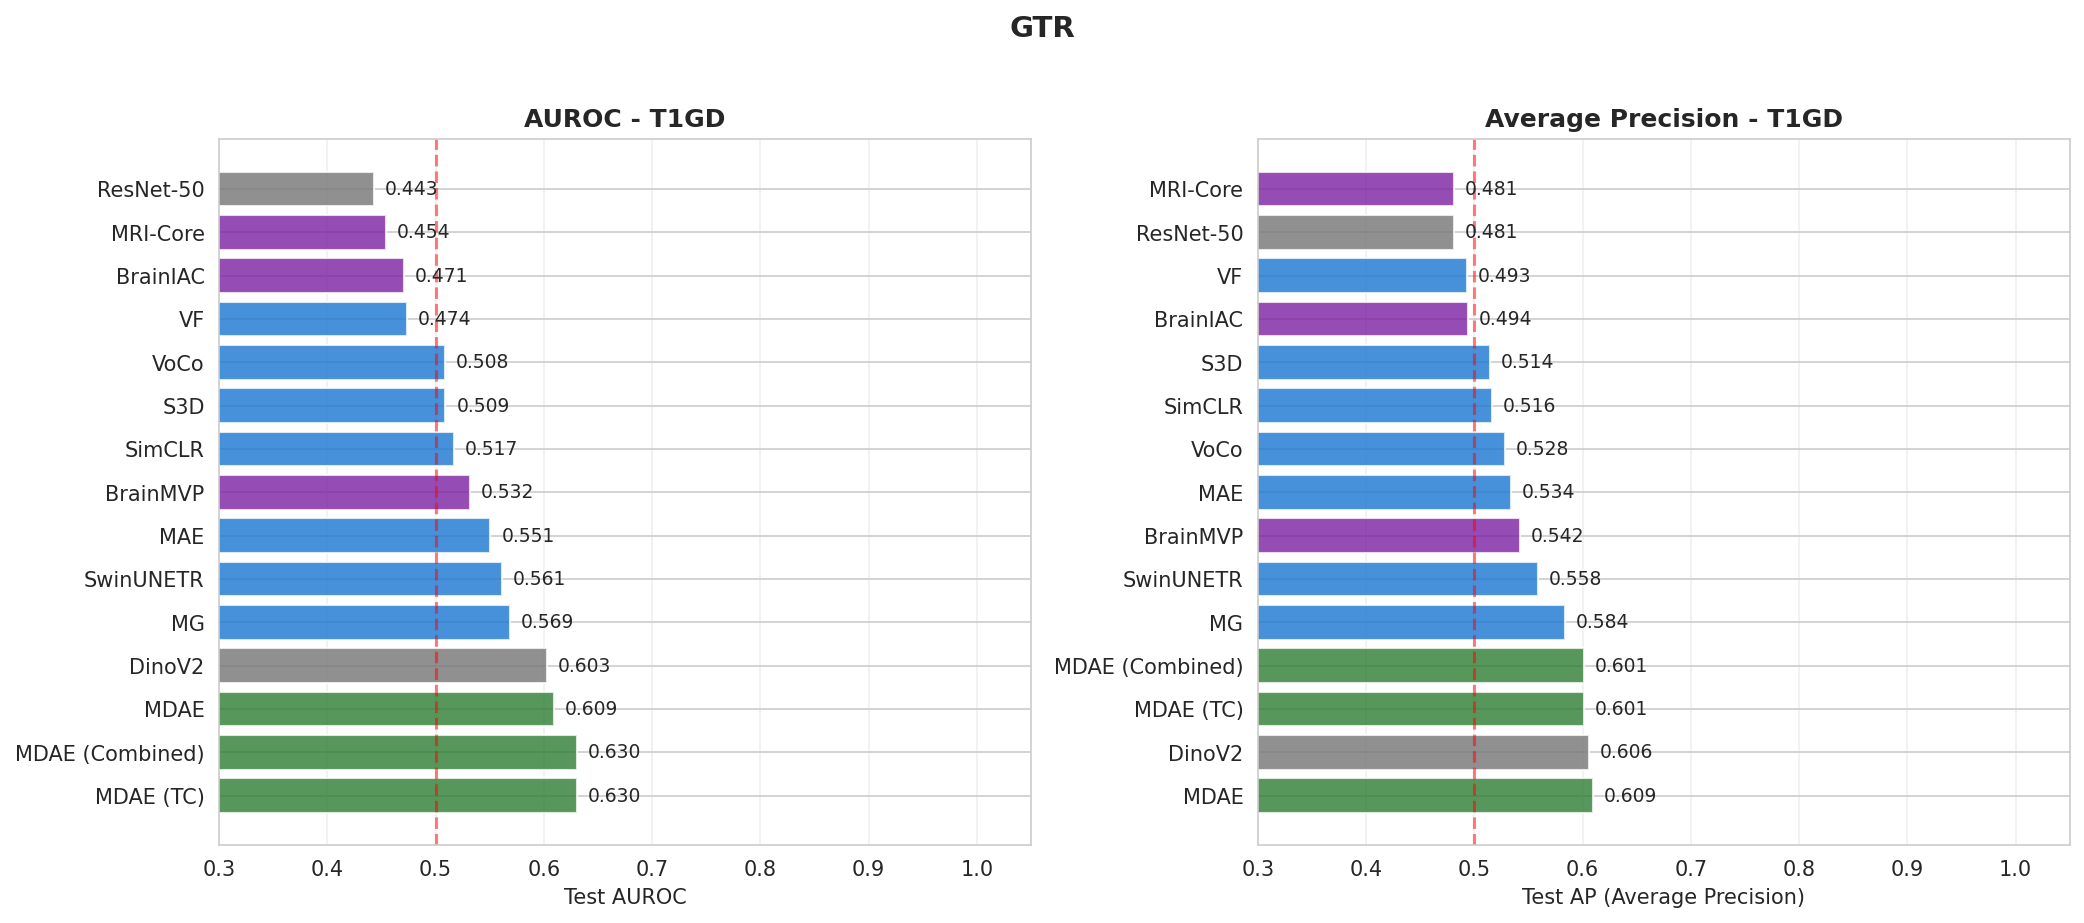 GTR
AUROC - T1GD
ResNet-50 0.443
MRI-Core 0.454
BrainIAC 0.471
VF 0.474
VoCo 0.508
S3D 0.509
SimCLR 0.517
BrainMVP 0.532
MAE 0.551
SwinUNETR 0.561
MG 0.569
DinoV2 0.603
MDAE 0.609
MDAE (Combined) 0.630
MDAE (TC) 0.630
0.3 0.4 0.5 0.6 0.7 0.8 0.9 1.0
Test AUROC
Average Precision - T1GD
MRI-Core 0.481
ResNet-50 0.481
VF 0.493
BrainIAC 0.494
S3D 0.514
SimCLR 0.516
VoCo 0.528
MAE 0.534
BrainMVP 0.542
SwinUNETR 0.558
MG 0.584
MDAE (Combined) 0.601
MDAE (TC) 0.601
DinoV2 0.606
MDAE 0.609
0.3 0.4 0.5 0.6 0.7 0.8 0.9 1.0
Test AP (Average Precision)